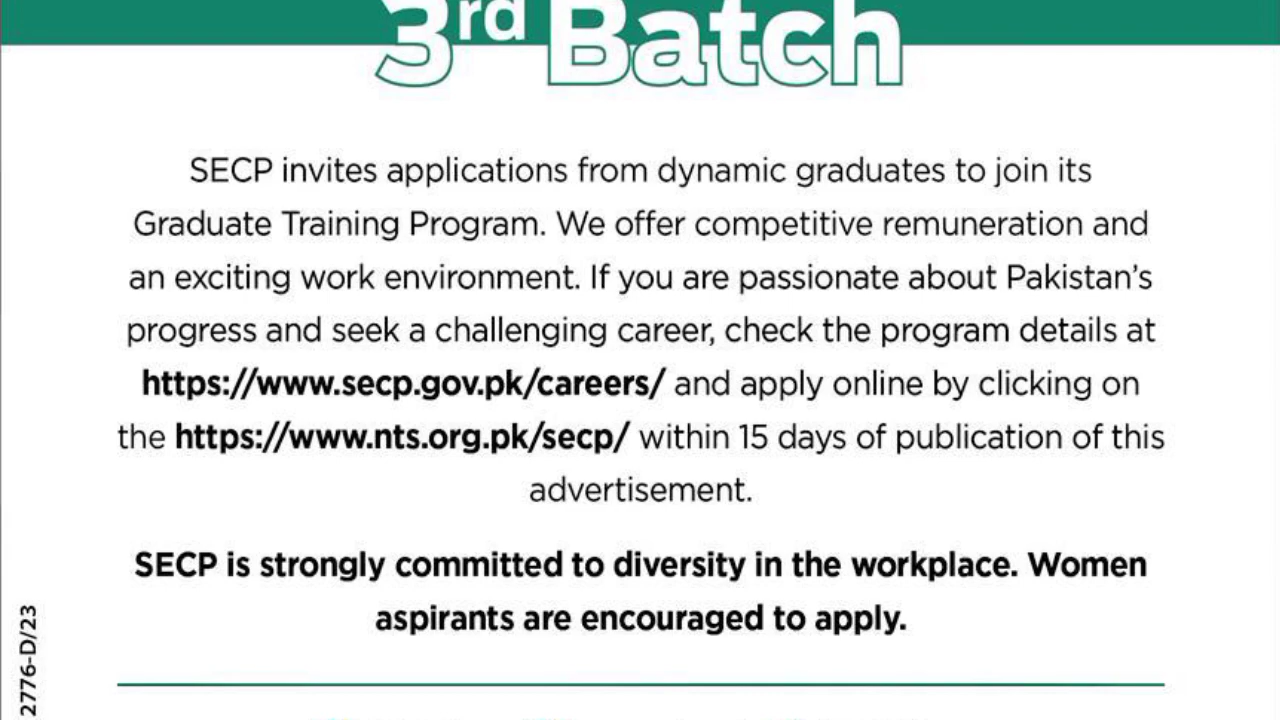 3rd Batch
SECP invites applications from dynamic graduates to join its
Graduate Training Program. We offer competitive remuneration and
an exciting work environment. If you are passionate about Pakistan’s
progress and seek a challenging career, check the program details at
https://www.secp.gov.pk/careers/ and apply online by clicking on
the https://www.nts.org.pk/secp/ within 15 days of publication of this
advertisement.
SECP is strongly committed to diversity in the workplace. Women
aspirants are encouraged to apply.
2776-D/23